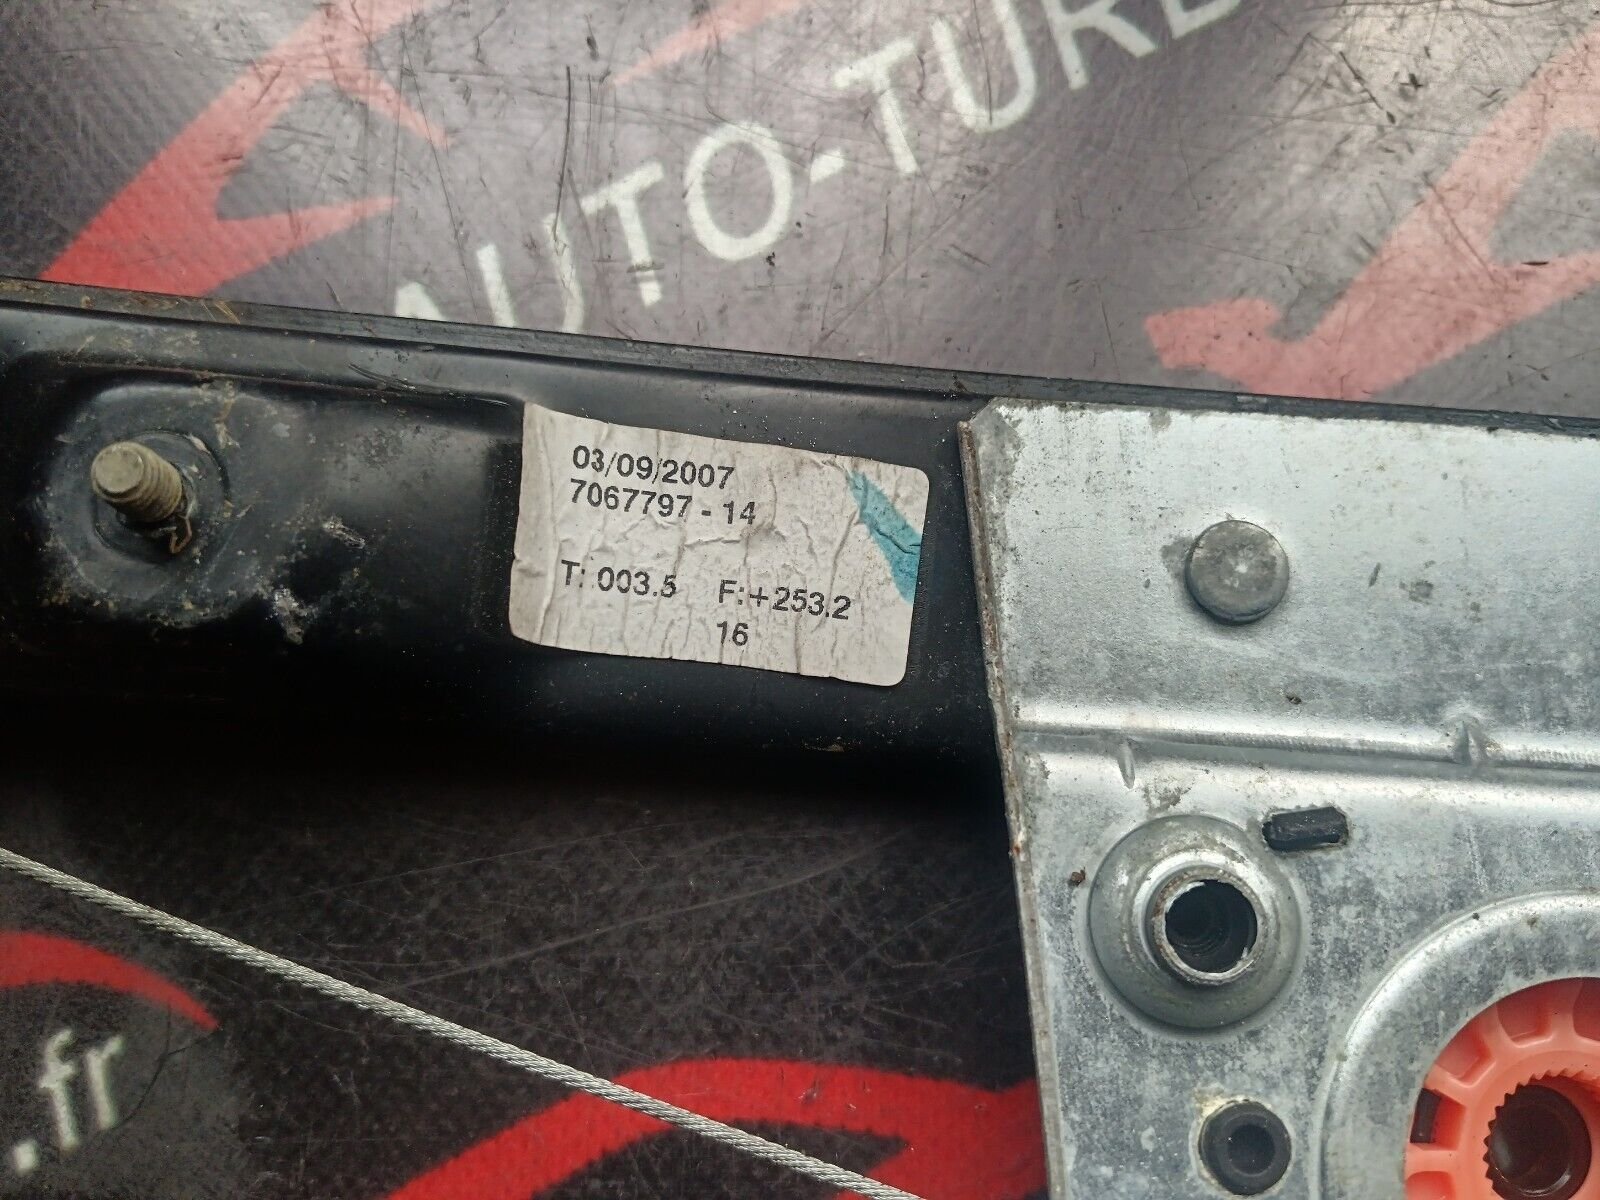 AUTO-TURB
03/09/2007
7067797-14
T: 003.5 F:+253.2
16
.fr